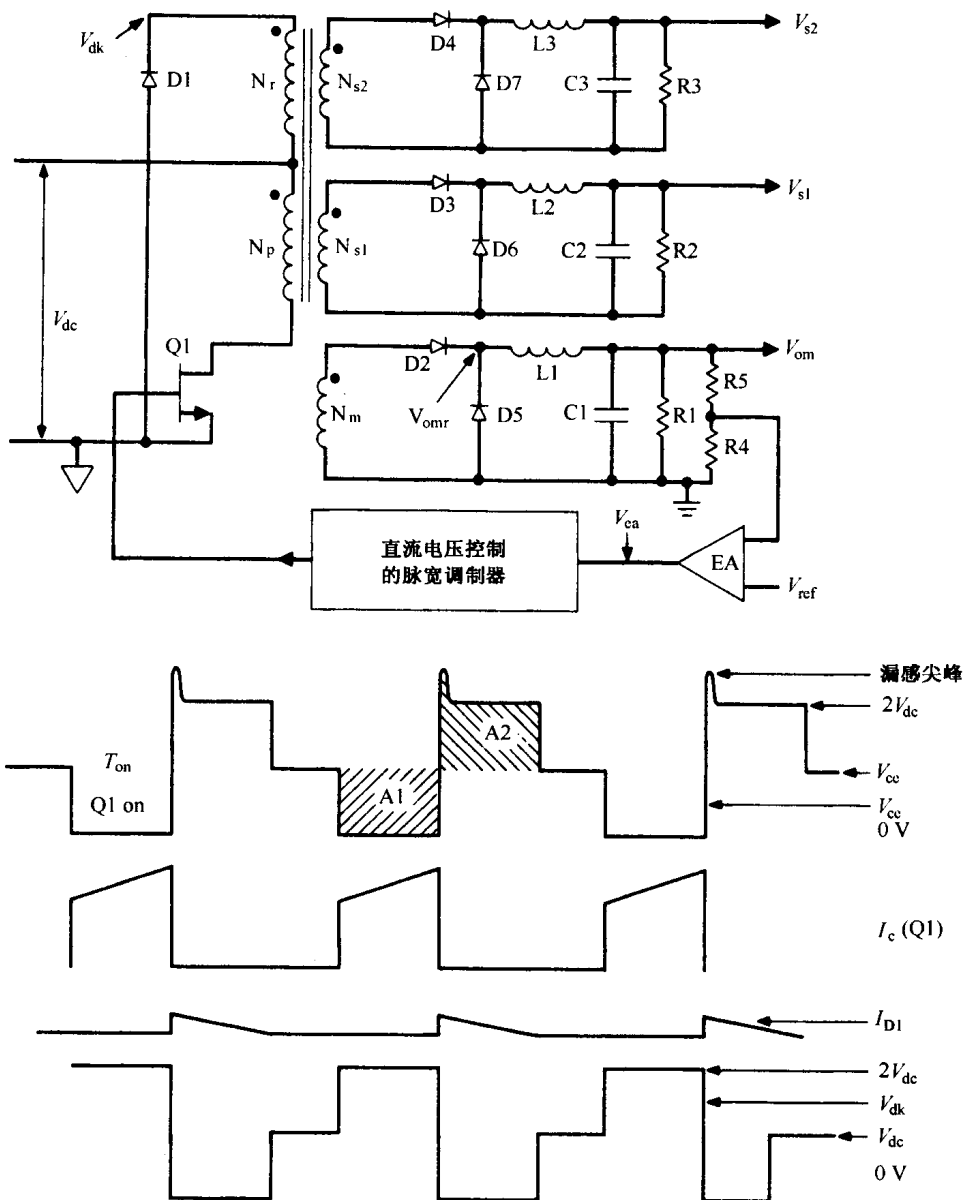 Vdk
D1
Nr
Ns2
D4
D7
L3
C3
R3
Vs2
Vdc
Np
Ns1
D3
D6
L2
C2
R2
Vs1
Q1
Nm
D2
Vomr
D5
L1
C1
R1
R5
R4
Vom
直流电压控制
的脉宽调制器
Vea
EA
Vref
漏感尖峰
2Vdc
Ton
Q1 on
A1
A2
Vce
Vce
0 V
Ic (Q1)
ID1
2Vdc
Vdk
Vdc
0 V